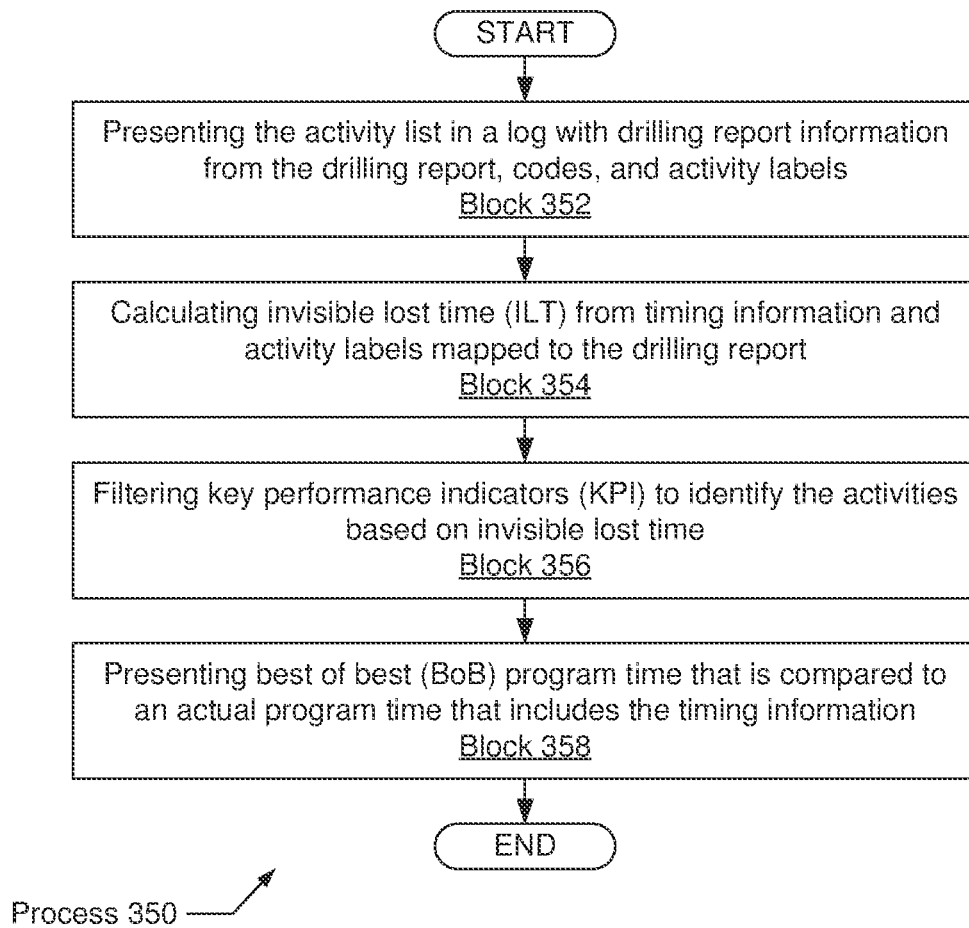 START
Presenting the activity list in a log with drilling report information
from the drilling report, codes, and activity labels
Block 352
Calculating invisible lost time (ILT) from timing information and
activity labels mapped to the drilling report
Block 354
Filtering key performance indicators (KPI) to identify the activities
based on invisible lost time
Block 356
Presenting best of best (BoB) program time that is compared to
an actual program time that includes the timing information
Block 358
END
Process 350